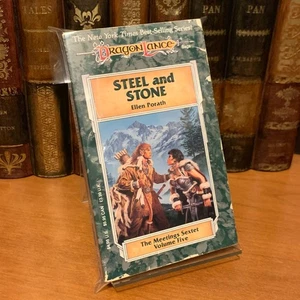 The New York Times Best-Selling Series
DRAGONLANCE
STEEL and
STONE
Ellen Porath
The Meetings Sextet
Volume Five